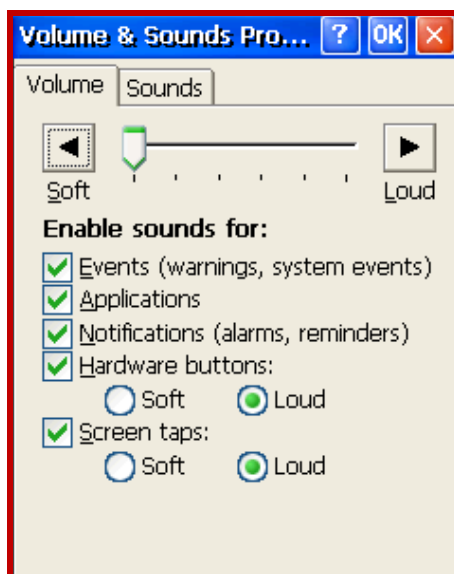 Volume & Sounds Pro... ? OK ×
Volume Sounds
Soft Loud
Enable sounds for:
Events (warnings, system events)
Applications
Notifications (alarms, reminders)
Hardware buttons:
Soft Loud
Screen taps:
Soft Loud